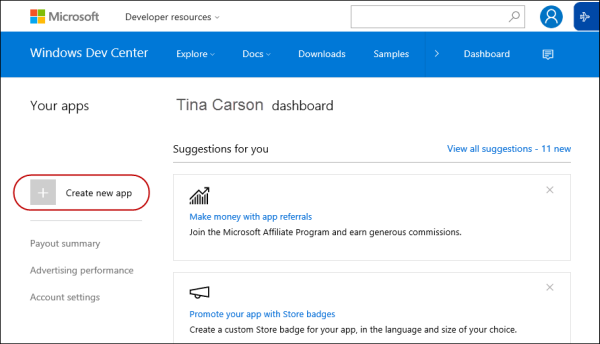 Microsoft Developer resources
Windows Dev Center Explore Docs Downloads Samples Dashboard
Your apps
Tina Carson dashboard
Suggestions for you View all suggestions - 11 new
Create new app
Make money with app referrals
Join the Microsoft Affiliate Program and earn generous commissions.
Payout summary
Advertising performance
Account settings
Promote your app with Store badges
Create a custom Store badge for your app, in the language and size of your choice.